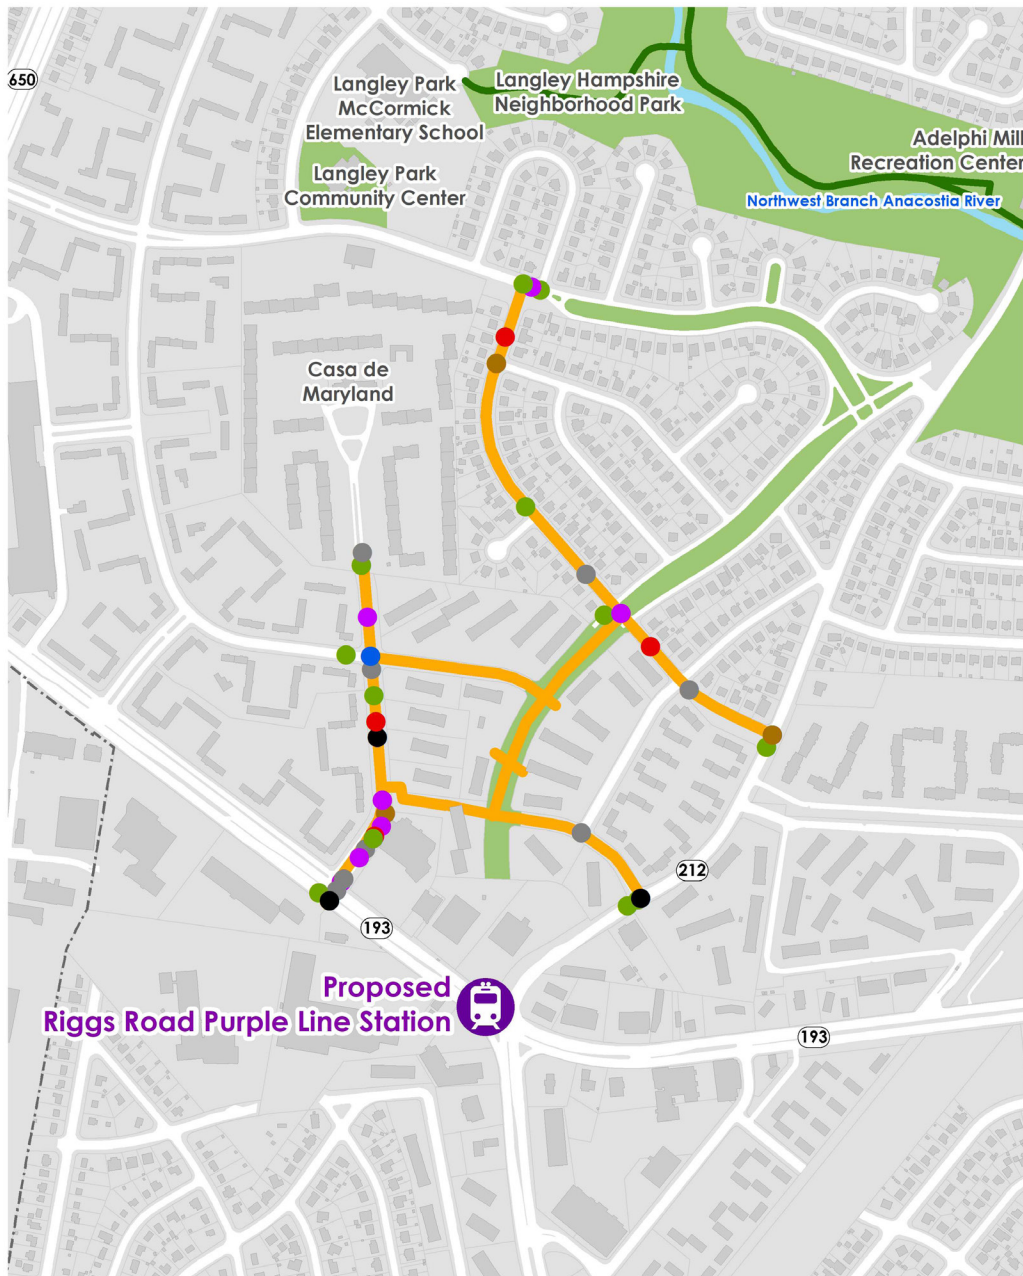 650
Langley Park
McCormick
Elementary School
Langley Hampshire
Neighborhood Park
Adelphi Mill
Recreation Center
Langley Park
Community Center
Northwest Branch Anacostia River
Casa de
Maryland
212
193
Proposed
Riggs Road Purple Line Station
193